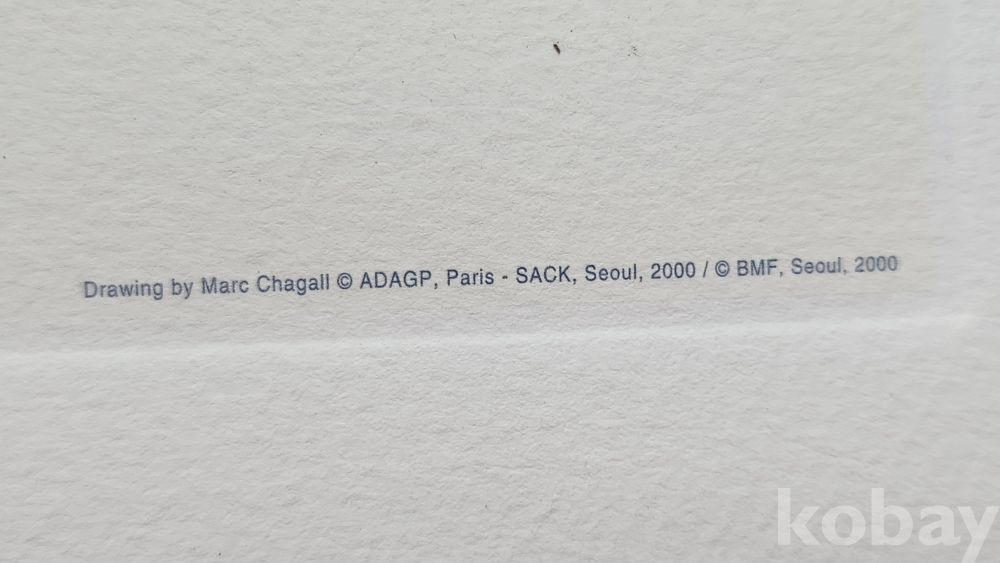 Drawing by Marc Chagall © ADAGP, Paris - SACK, Seoul, 2000 / © BMF, Seoul, 2000
kobay